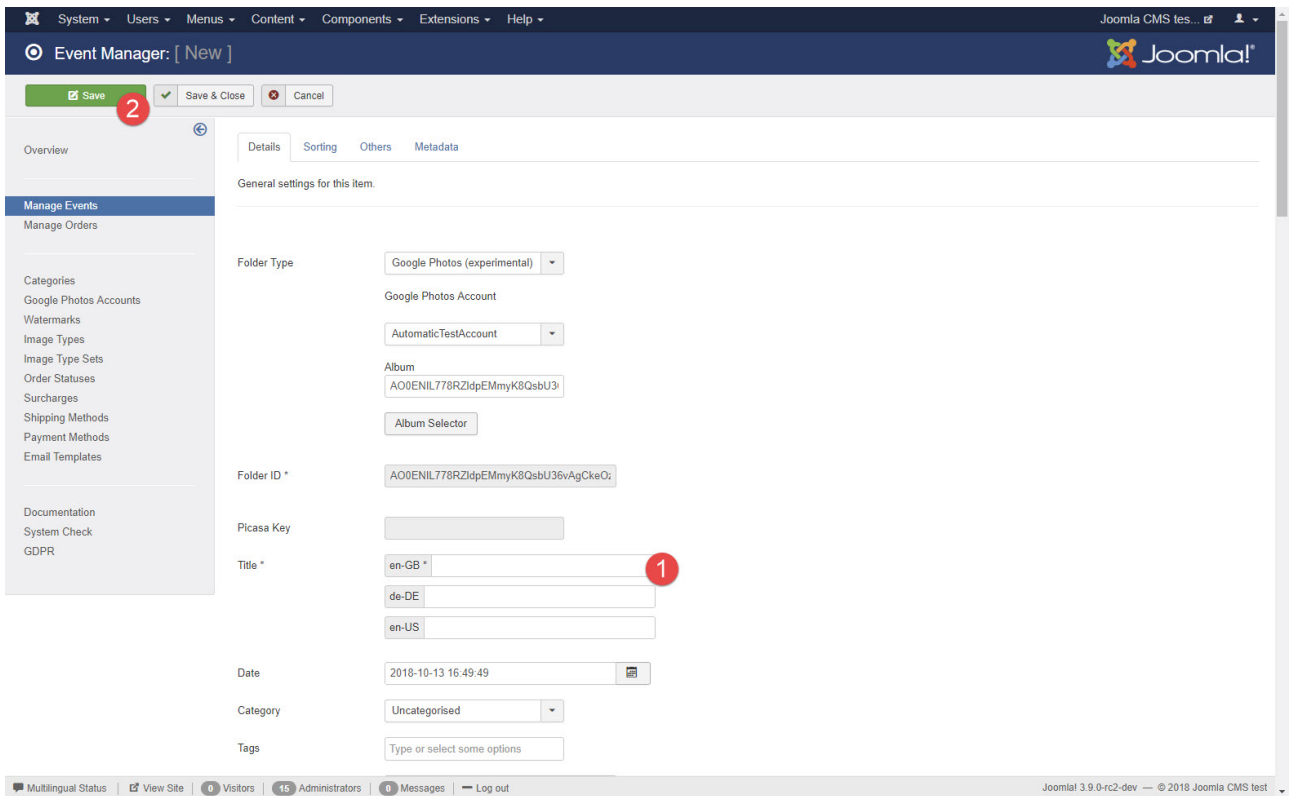 System Users Menus Content Components Extensions Help Joomla CMS tes...
Event Manager: [ New ] Joomla!®
Save 2 Save & Close Cancel
Overview
Manage Events
Manage Orders
Categories
Google Photos Accounts
Watermarks
Image Types
Image Type Sets
Order Statuses
Surcharges
Shipping Methods
Payment Methods
Email Templates
Documentation
System Check
GDPR
Details Sorting Others Metadata
General settings for this item.
Folder Type Google Photos (experimental)
Google Photos Account
AutomaticTestAccount
Album
AO0ENIL778RZIdpEMmyK8QsbU3
Album Selector
Folder ID * AO0ENIL778RZIdpEMmyK8QsbU36vAgCkeOz
Picasa Key
Title * en-GB * 1
de-DE
en-US
Date 2018-10-13 16:49:49
Category Uncategorised
Tags Type or select some options
Multilingual Status View Site 0 Visitors 15 Administrators 0 Messages Log out Joomla! 3.9.0-rc2-dev — © 2018 Joomla CMS test